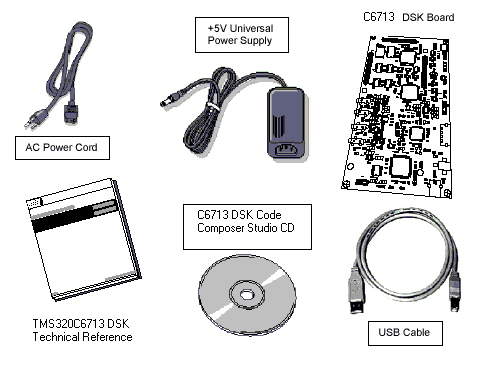 C6713 DSK Board
+5V Universal
Power Supply
AC Power Cord
C6713 DSK Code
Composer Studio CD
TMS320C6713 DSK
Technical Reference
USB Cable